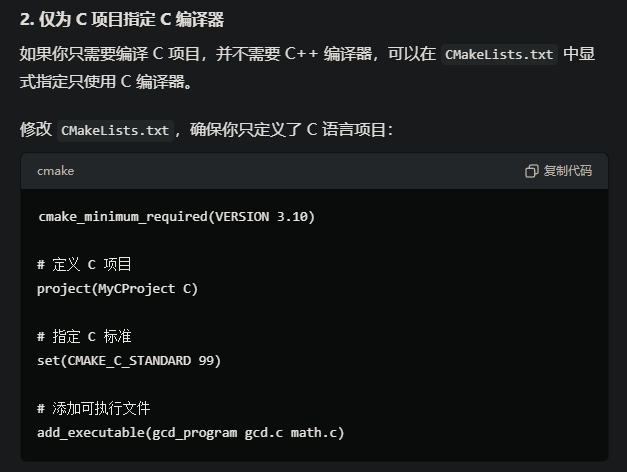 2. 仅为 C 项目指定 C 编译器
如果你只需要编译 C 项目，并不需要 C++ 编译器，可以在 CMakeLists.txt 中显
式指定只使用 C 编译器。
修改 CMakeLists.txt，确保你只定义了 C 语言项目：
cmake 复制代码
cmake_minimum_required(VERSION 3.10)
# 定义 C 项目
project(MyCProject C)
# 指定 C 标准
set(CMAKE_C_STANDARD 99)
# 添加可执行文件
add_executable(gcd_program gcd.c math.c)